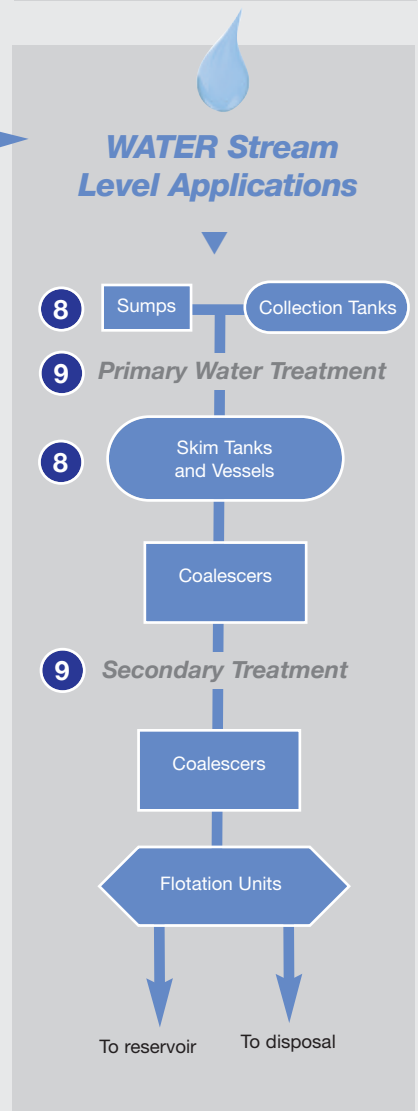 WATER Stream
Level Applications
8 Sumps Collection Tanks
9 Primary Water Treatment
8 Skim Tanks
and Vessels
Coalescers
9 Secondary Treatment
Coalescers
Flotation Units
To reservoir To disposal